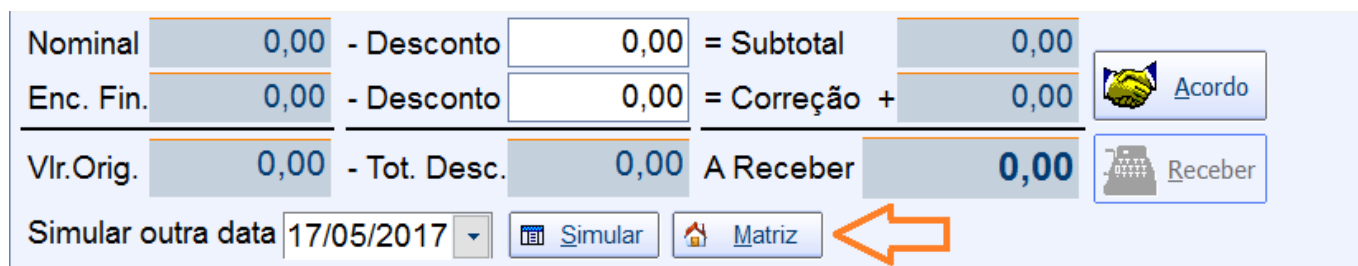 Nominal 0,00 - Desconto 0,00 = Subtotal 0,00
Enc. Fin. 0,00 - Desconto 0,00 = Correção + 0,00 Acordo
Vlr.Orig. 0,00 - Tot. Desc. 0,00 A Receber 0,00 Receber
Simular outra data 17/05/2017 Simular Matriz